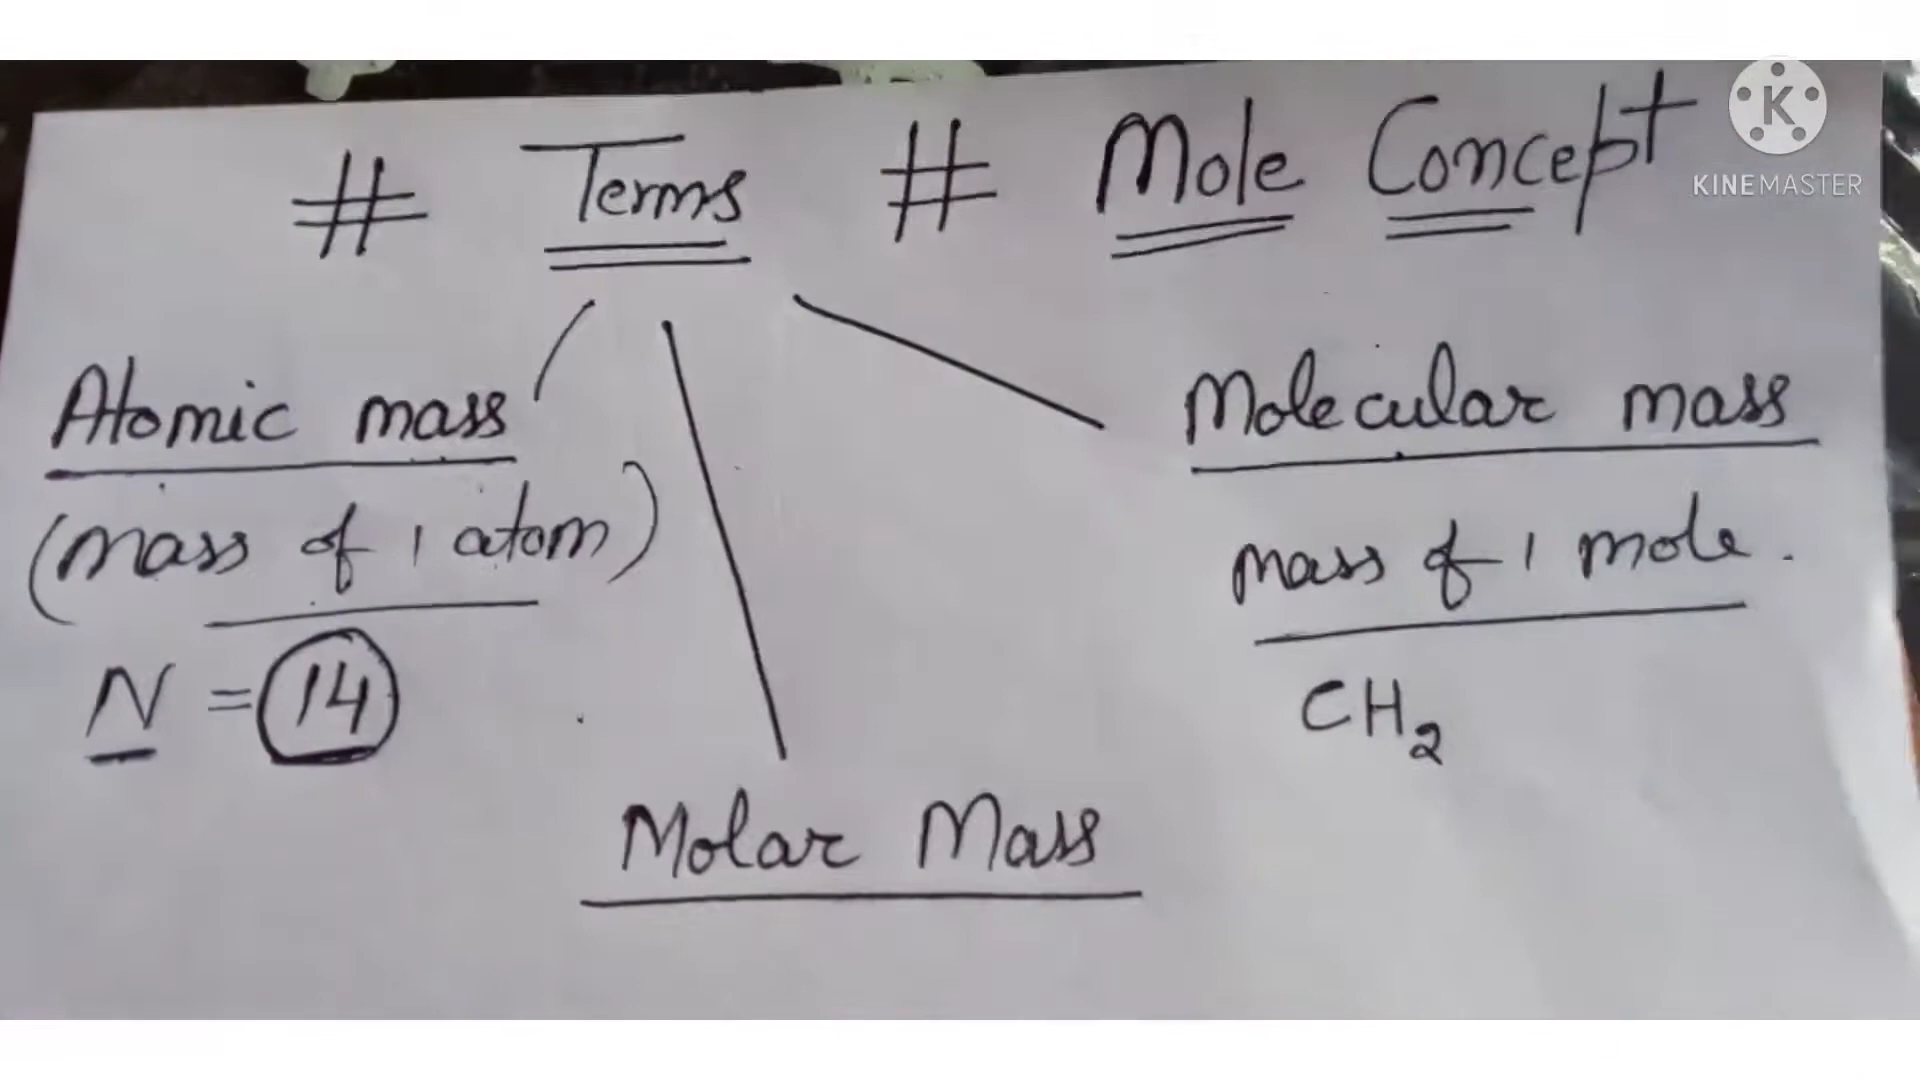 # Terms # Mole Concept
KINEMASTER
Atomic mass
(mass of 1 atom)
N = 14
Molecular mass
mass of 1 mole.
CH2
Molar Mass